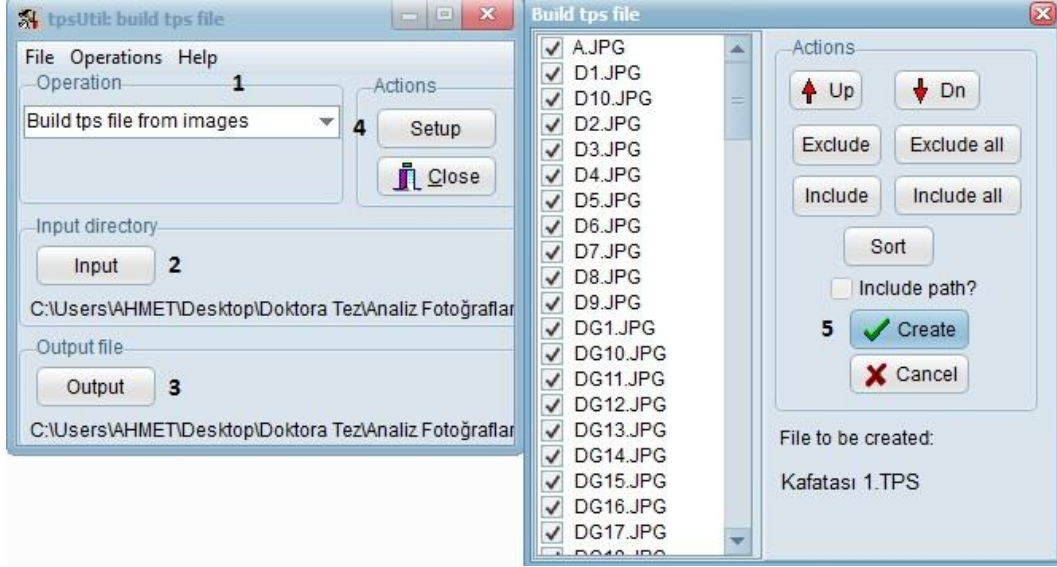 tpsUtil: build tps file
File Operations Help
Operation 1
Build tps file from images
Actions
4 Setup
Close
Input directory
Input 2
C:\Users\AHMET\Desktop\Doktora Tez\Analiz Fotoğraflar
Output file
Output 3
C:\Users\AHMET\Desktop\Doktora Tez\Analiz Fotoğraflar
Build tps file
A.JPG
D1.JPG
D10.JPG
D2.JPG
D3.JPG
D4.JPG
D5.JPG
D6.JPG
D7.JPG
D8.JPG
D9.JPG
DG1.JPG
DG10.JPG
DG11.JPG
DG12.JPG
DG13.JPG
DG14.JPG
DG15.JPG
DG16.JPG
DG17.JPG
Actions
Up Dn
Exclude Exclude all
Include Include all
Sort
Include path?
5 Create
Cancel
File to be created:
Kafatası 1.TPS